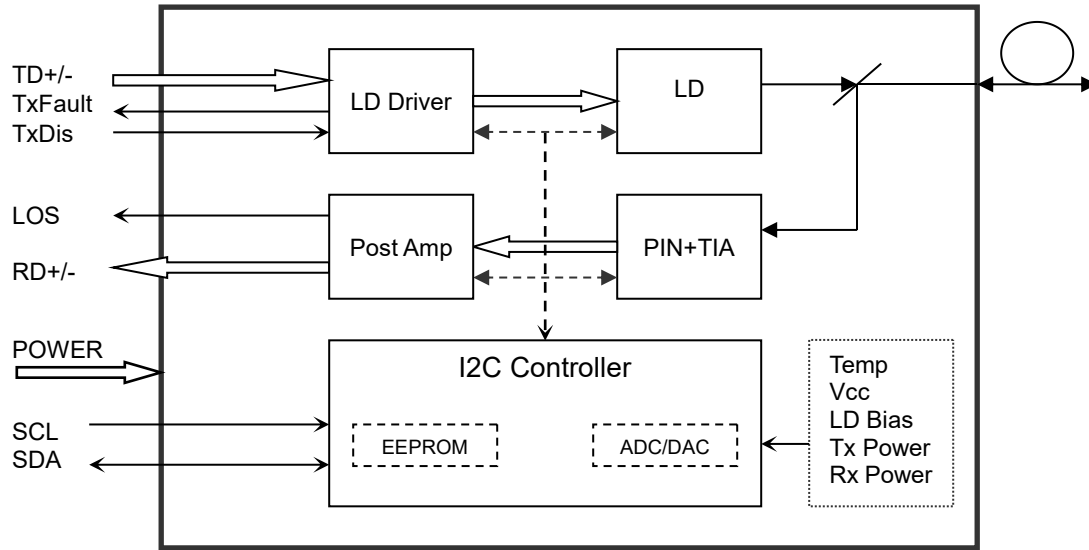 TD+/-
TxFault
TxDis
LD Driver
LD
LOS
RD+/-
Post Amp
PIN+TIA
POWER
SCL
SDA
I2C Controller
EEPROM
ADC/DAC
Temp
Vcc
LD Bias
Tx Power
Rx Power